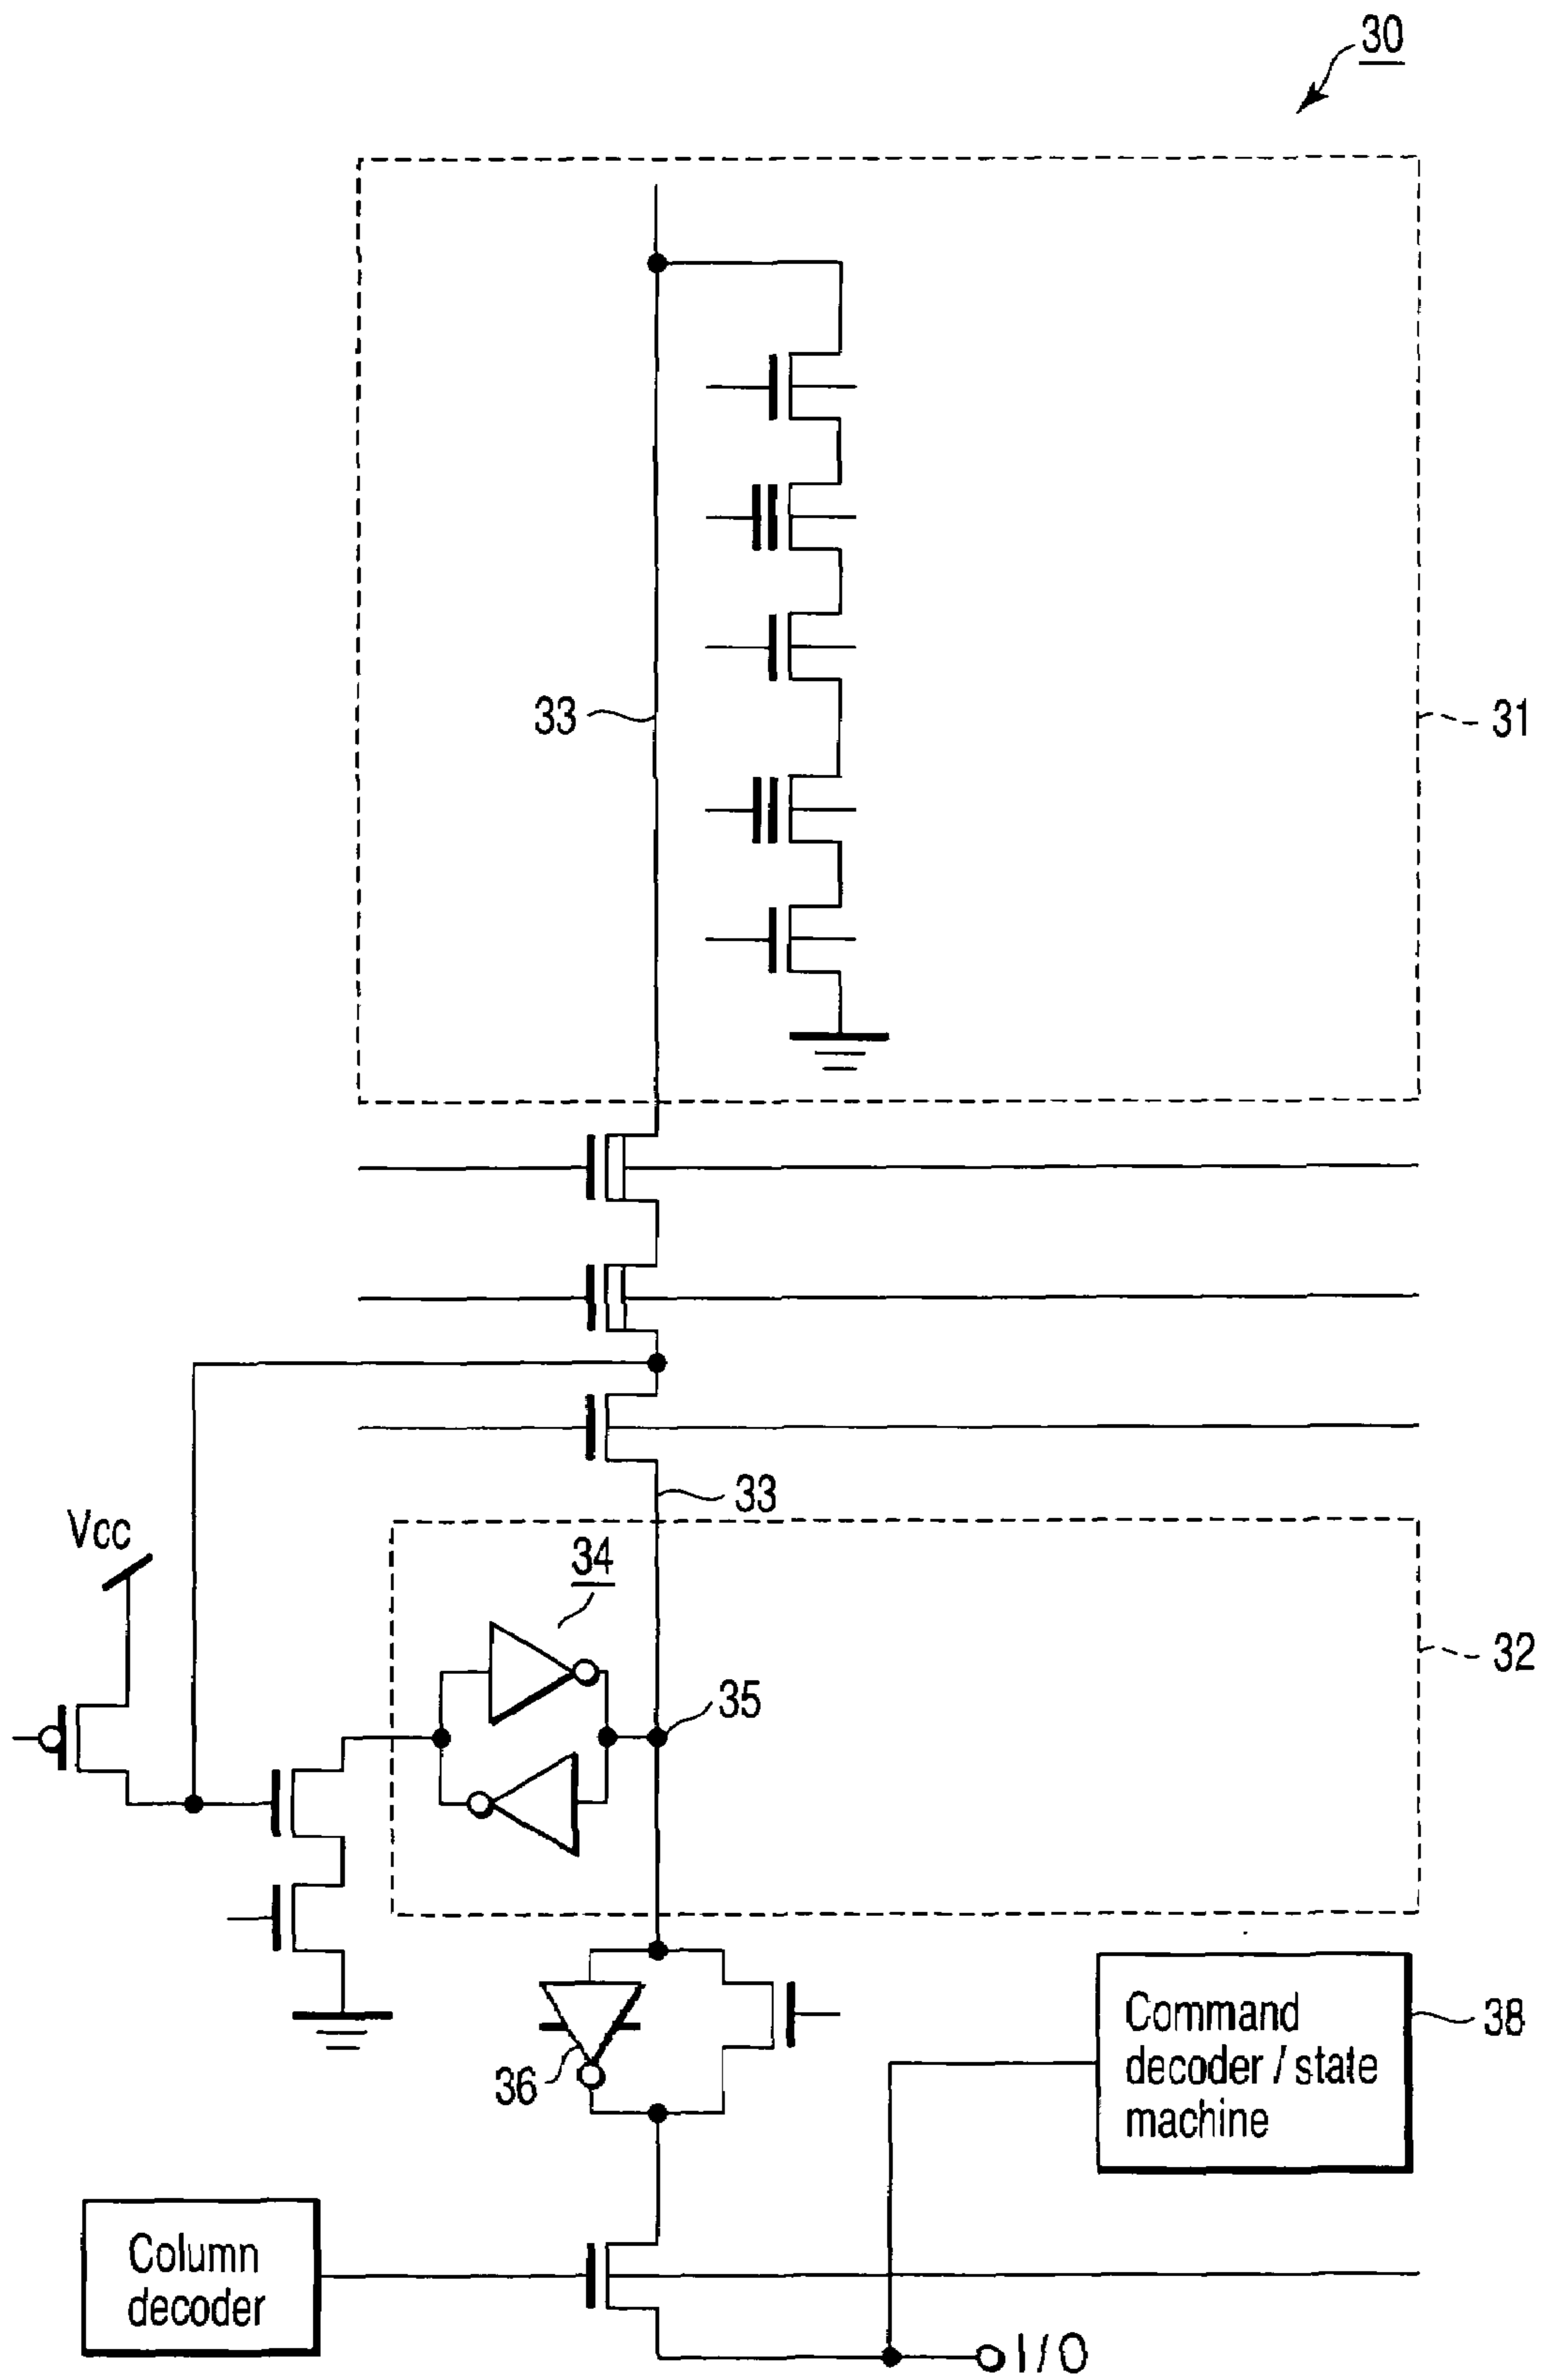 30
33
31
33
Vcc
34
35
32
36
Command
decoder / state
machine
38
Column
decoder
I/O